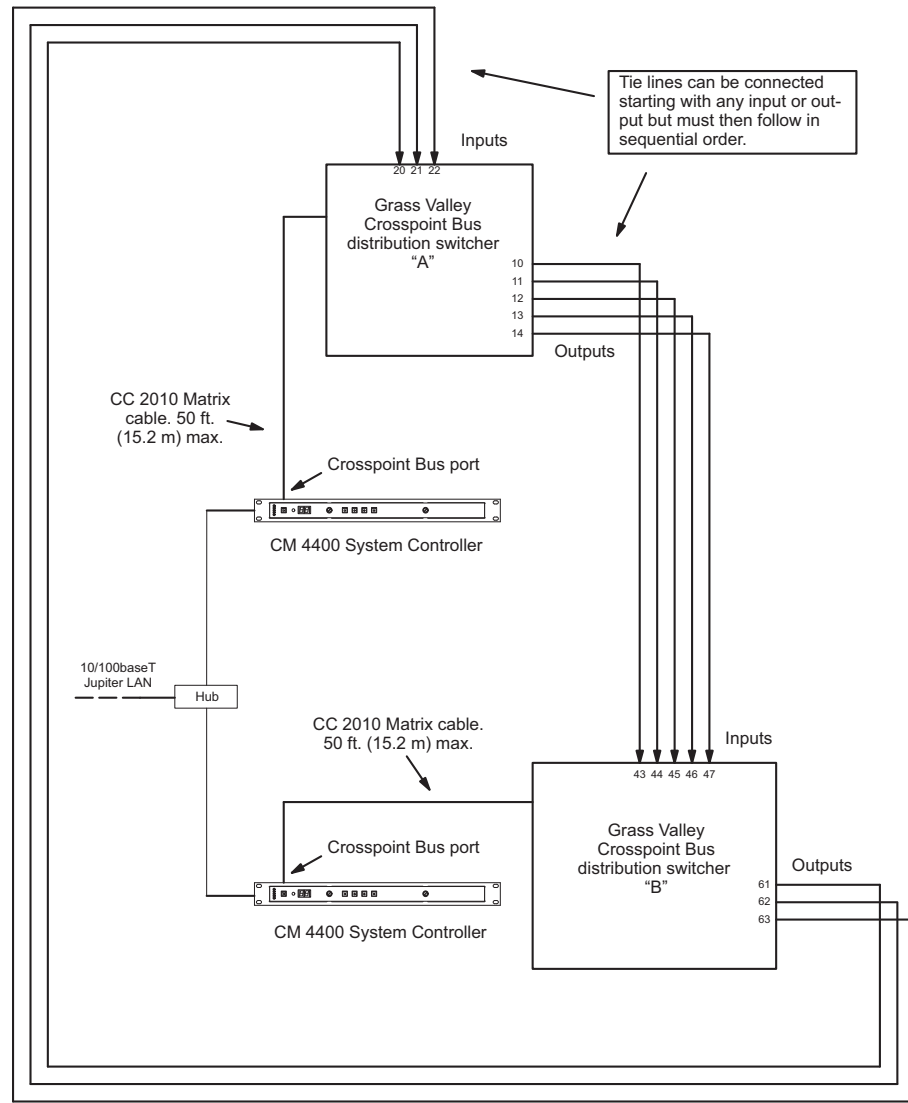 Tie lines can be connected
starting with any input or out-
put but must then follow in
sequential order.
Inputs
20 21 22
Grass Valley
Crosspoint Bus
distribution switcher
“A”
10
11
12
13
14
Outputs
CC 2010 Matrix
cable. 50 ft.
(15.2 m) max.
Crosspoint Bus port
CM 4400 System Controller
10/100baseT
Jupiter LAN
Hub
CC 2010 Matrix cable.
50 ft. (15.2 m) max.
Inputs
43 44 45 46 47
Grass Valley
Crosspoint Bus
distribution switcher
“B”
Outputs
61
62
63
Crosspoint Bus port
CM 4400 System Controller